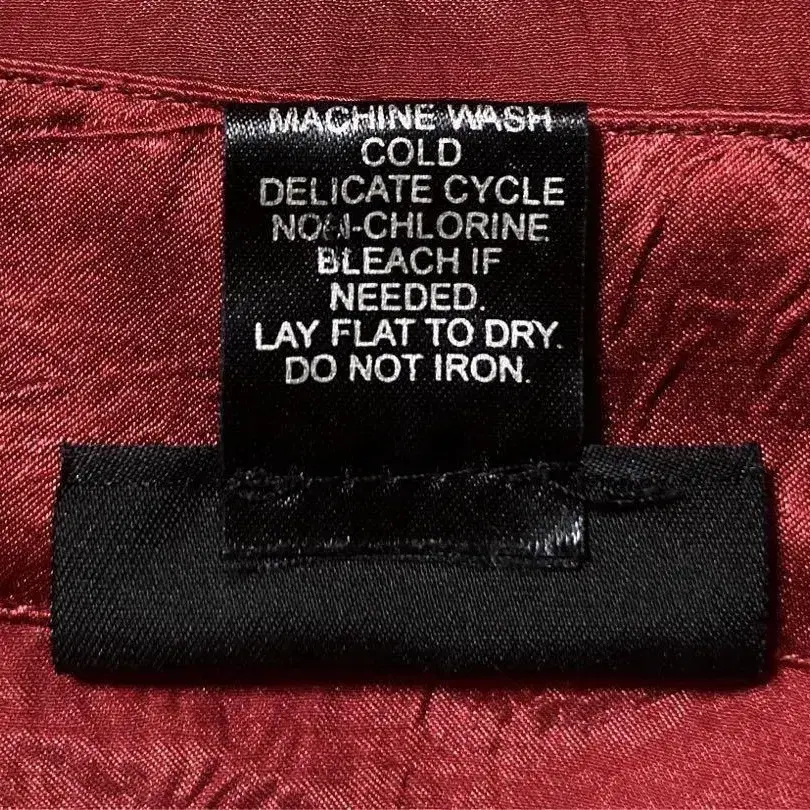 MACHINE WASH
COLD
DELICATE CYCLE
NON-CHLORINE
BLEACH IF
NEEDED.
LAY FLAT TO DRY.
DO NOT IRON.